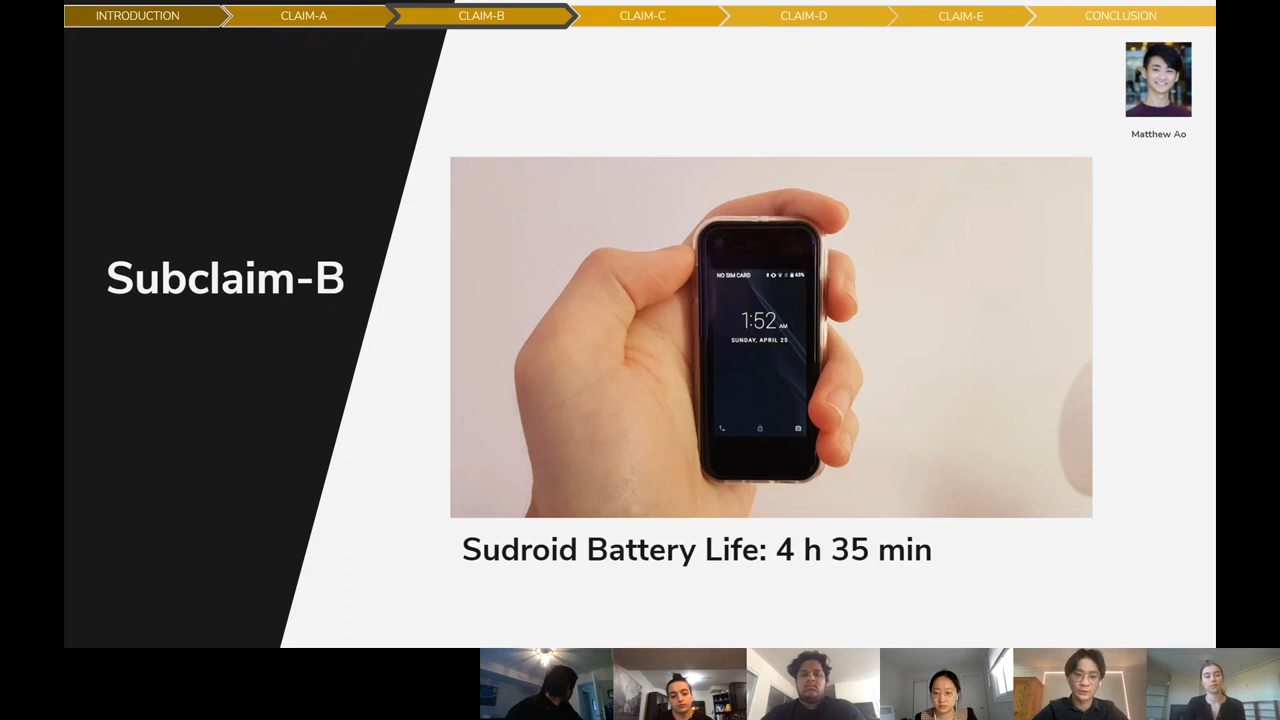 INTRODUCTION
CLAIM-A
CLAIM-B
CLAIM-C
CLAIM-D
CLAIM-E
CONCLUSION
Matthew Ao
Subclaim-B
NO SIM CARD 63%
1:52 AM
SUNDAY, APRIL 25
Sudroid Battery Life: 4 h 35 min